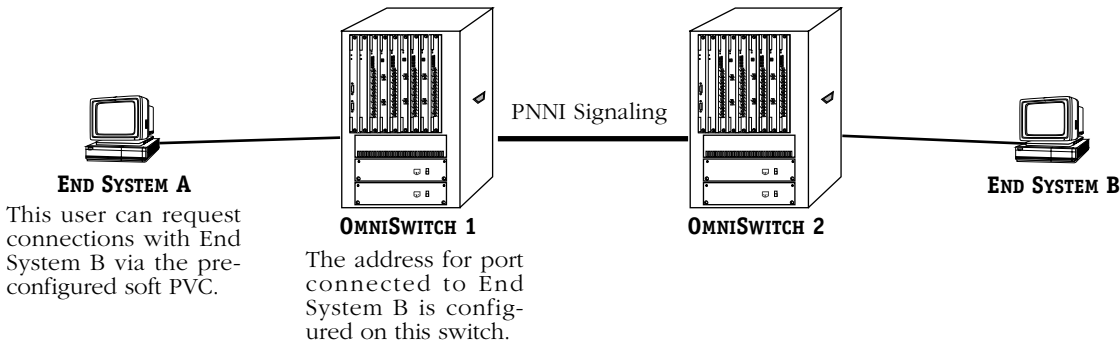 PNNI Signaling
END SYSTEM A
This user can request
connections with End
System B via the pre-
configured soft PVC.
OMNISWITCH 1
The address for port
connected to End
System B is config-
ured on this switch.
OMNISWITCH 2
END SYSTEM B